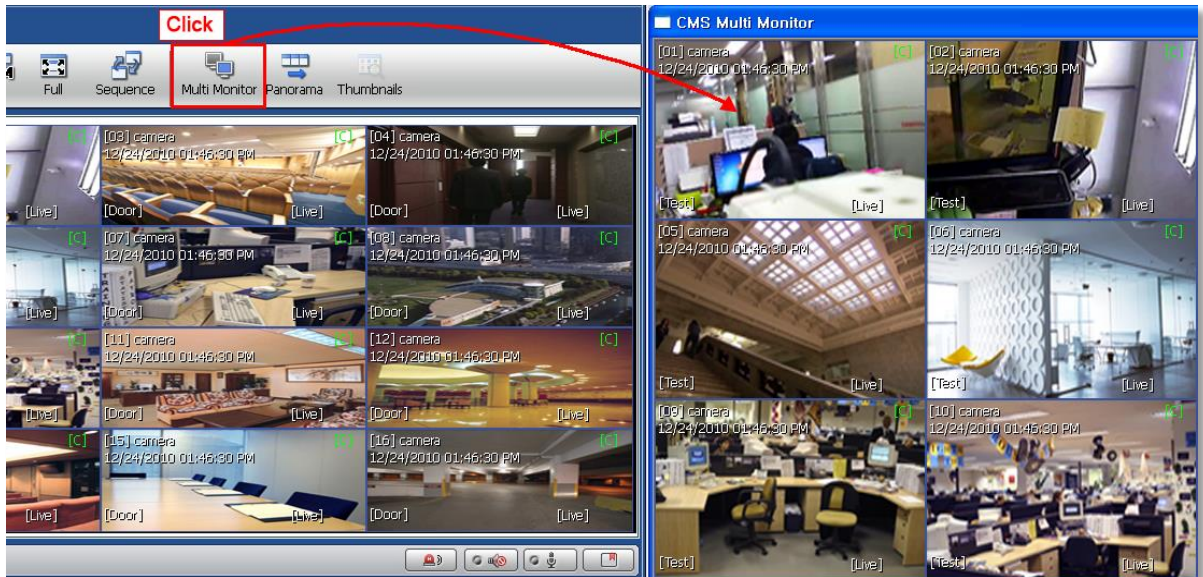 Click
Full
Sequence
Multi Monitor
Panorama
Thumbnails
[C]
[Live]
[03] camera
[C]
12/24/2010 01:46:30 PM
[Door]
[Live]
[04] camera
[C]
12/24/2010 01:46:30 PM
[Door]
[Live]
[C]
[Live]
[07] camera
[C]
12/24/2010 01:46:30 PM
[Door]
[Live]
[08] camera
[C]
12/24/2010 01:46:30 PM
[Door]
[Live]
[C]
[Live]
[11] camera
[C]
12/24/2010 01:46:30 PM
[Door]
[Live]
[12] camera
[C]
12/24/2010 01:46:30 PM
[Door]
[Live]
[C]
[Live]
[15] camera
[C]
12/24/2010 01:46:30 PM
[Door]
[Live]
[16] camera
[C]
12/24/2010 01:46:30 PM
[Door]
[Live]
CMS Multi Monitor
[01] camera
[C]
12/24/2010 01:46:30 PM
[Test]
[Live]
[02] camera
[C]
12/24/2010 01:46:30 PM
[Test]
[Live]
[05] camera
[C]
12/24/2010 01:46:30 PM
[Test]
[Live]
[06] camera
[C]
12/24/2010 01:46:30 PM
[Test]
[Live]
[09] camera
[C]
12/24/2010 01:46:30 PM
[Test]
[Live]
[10] camera
[C]
12/24/2010 01:46:30 PM
[Test]
[Live]